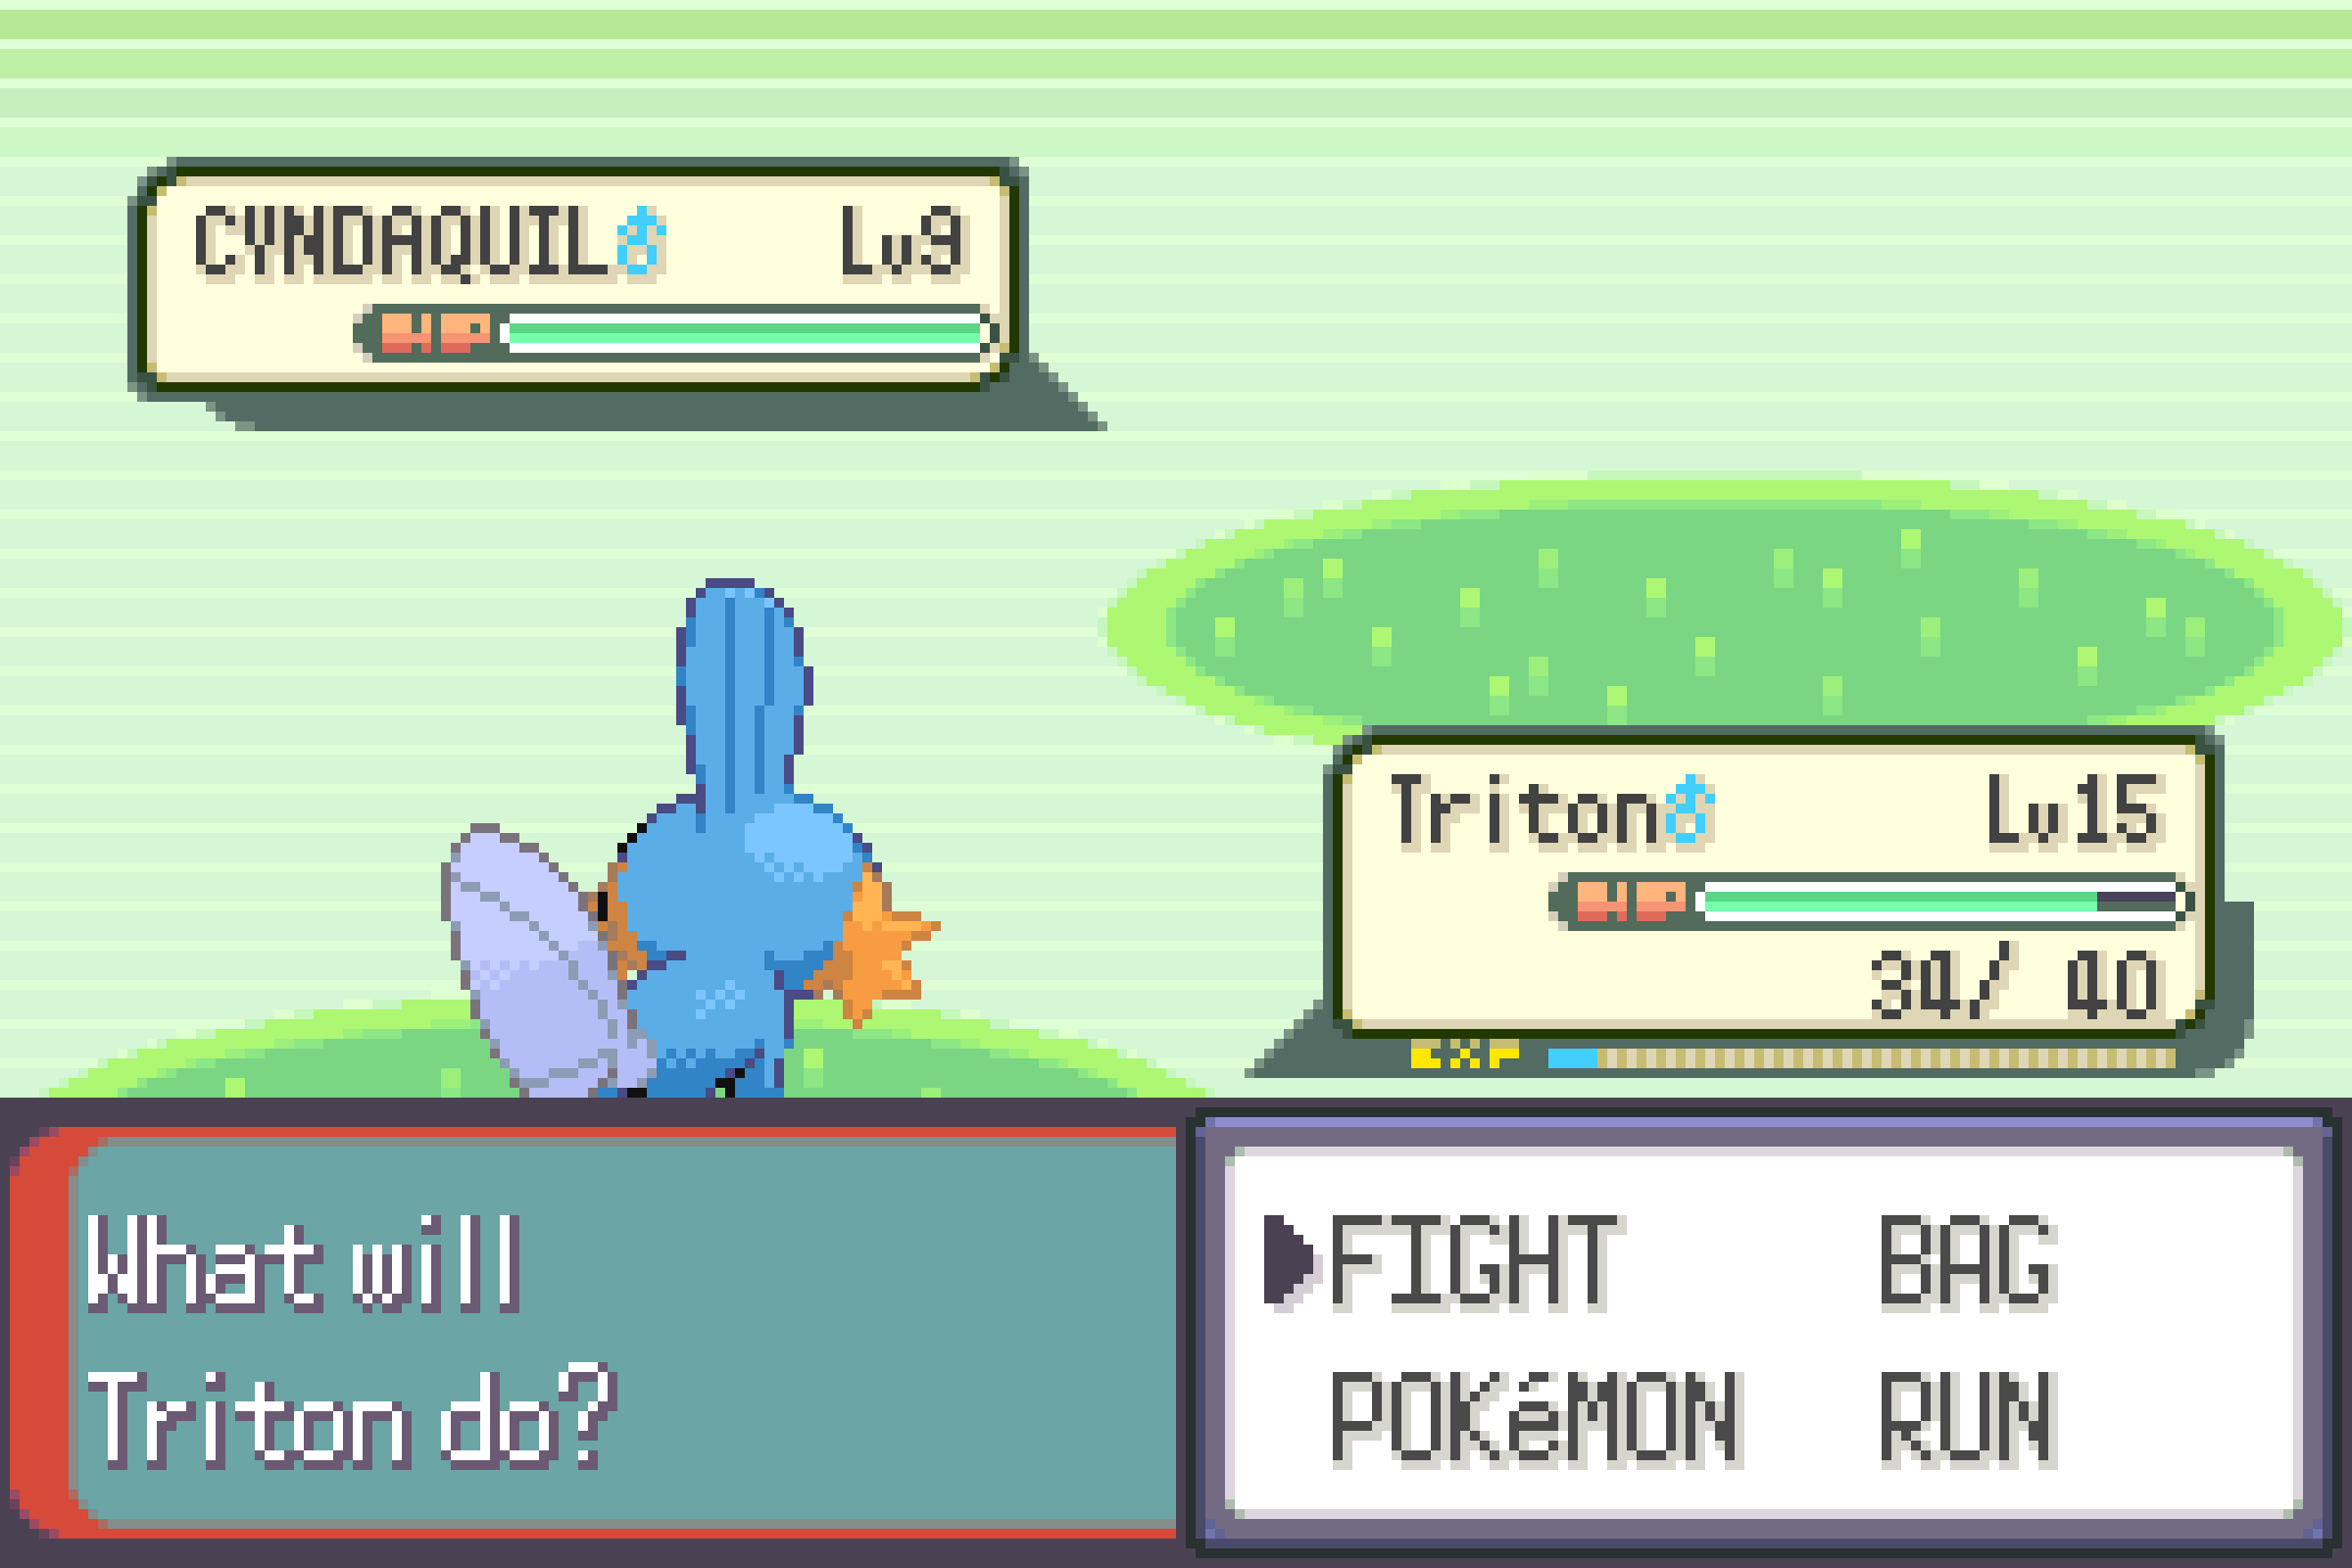 CYNDAQUIL♂ Lv9
HP
Triton♂ Lv15
HP
34/ 40
EXP
What will
Triton do?
FIGHT BAG
POKéMON RUN